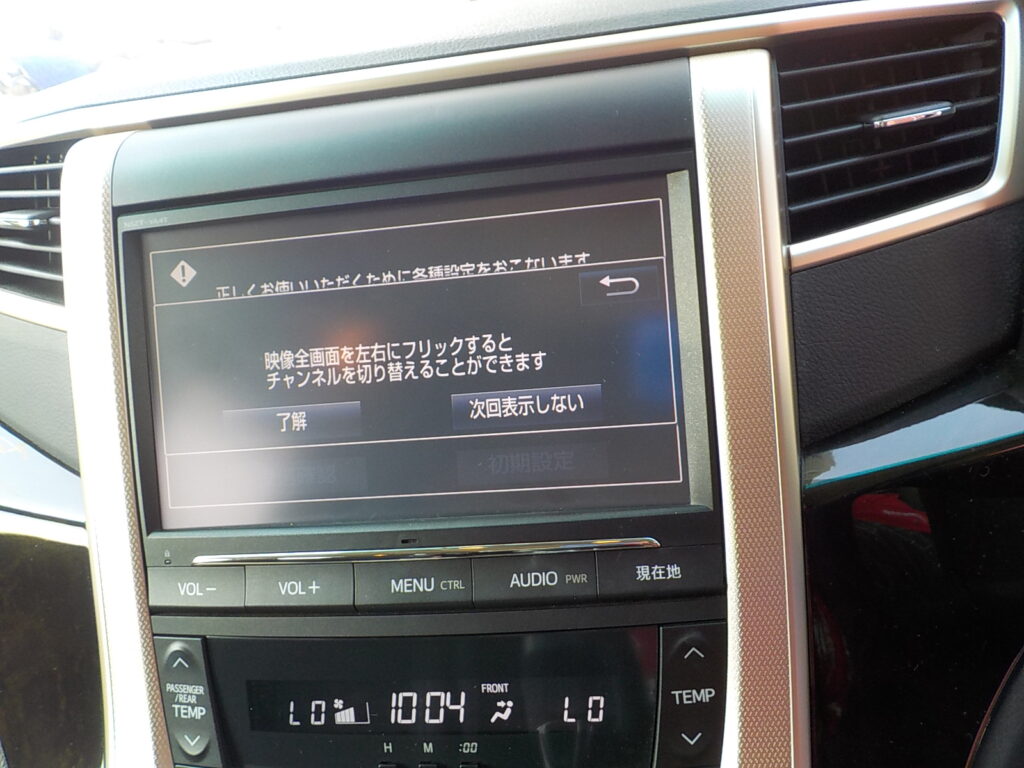 正しくお使いいただくために各種設定をおこないます
映像全画面を左右にフリックすると
チャンネルを切り替えることができます
了解
次回表示しない
初期設定
VOL−
VOL+
MENU CTRL
AUDIO PWR
現在地
PASSENGER
/REAR
TEMP
LO
10:04
FRONT
LO
TEMP
H
M
:00